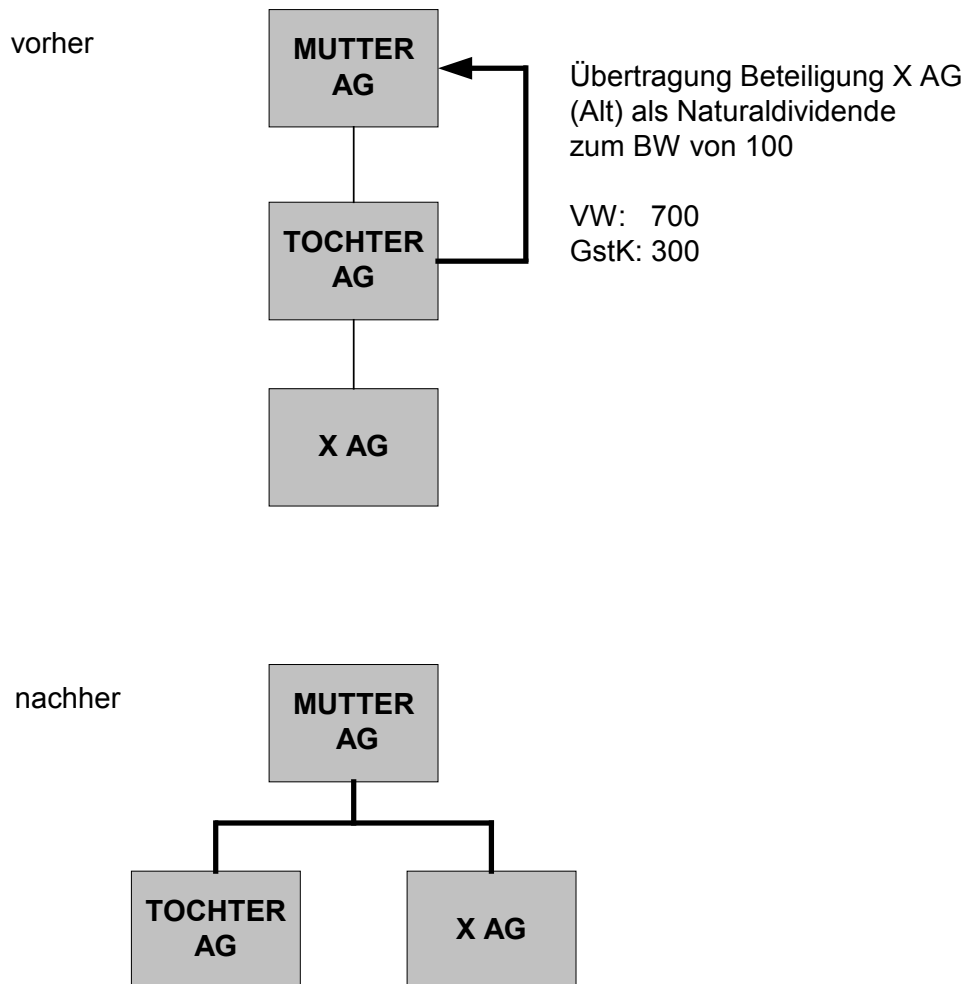 vorher
MUTTER
AG
Übertragung Beteiligung X AG
(Alt) als Naturaldividende
zum BW von 100
VW: 700
GstK: 300
TOCHTER
AG
X AG
nachher
MUTTER
AG
TOCHTER
AG
X AG